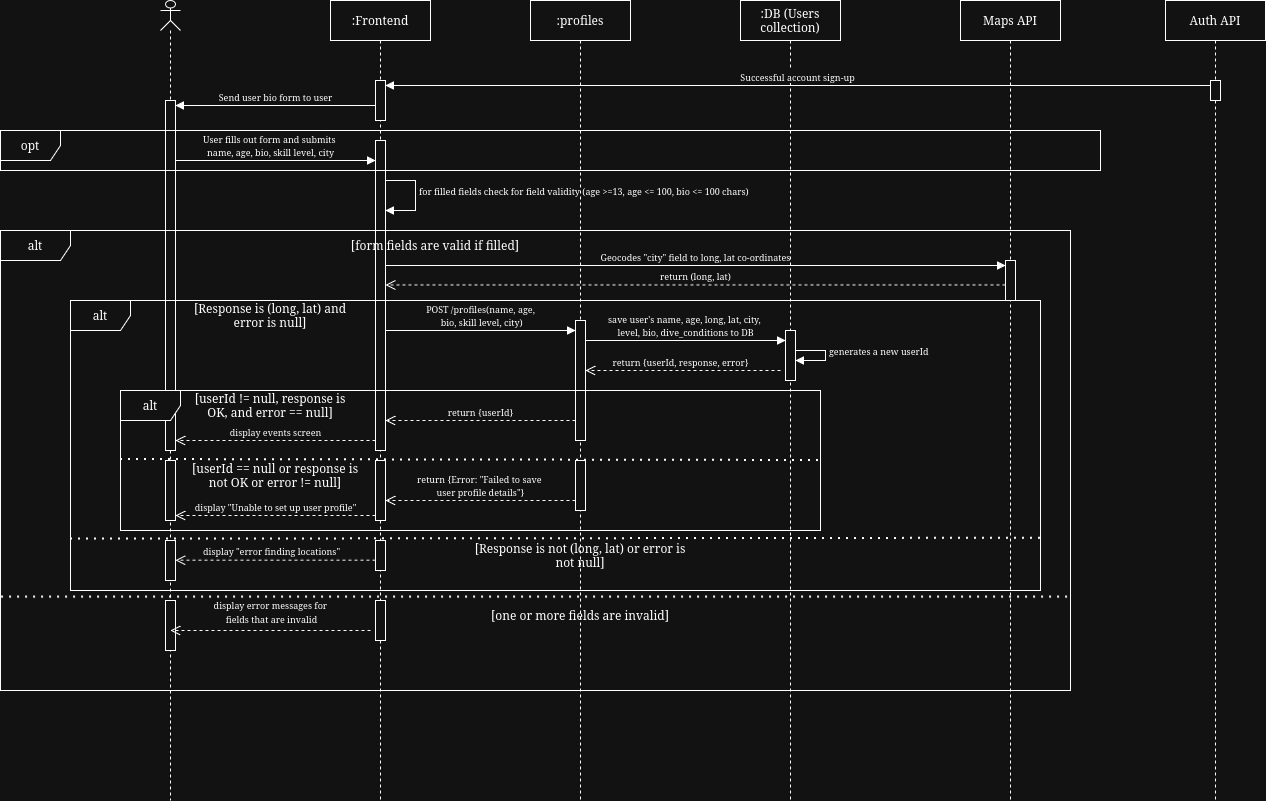 :Frontend
:profiles
:DB (Users
collection)
Maps API
Auth API
Successful account sign-up
Send user bio form to user
opt
User fills out form and submits
name, age, bio, skill level, city
for filled fields check for field validity(age >=13, age <= 100, bio <= 100 chars)
alt
[form fields are valid if filled]
Geocodes "city" field to long, lat co-ordinates
return (long, lat)
alt
[Response is (long, lat) and
error is null]
POST /profiles(name, age,
bio, skill level, city)
save user's name, age, long, lat, city,
level, bio, dive_conditions to DB
generates a new userId
return {userId, response, error}
alt
[userId != null, response is
OK, and error == null]
return {userId}
display events screen
[userId == null or response is
not OK or error != null]
return {Error: "Failed to save
user profile details"}
display "Unable to set up user profile"
display "error finding locations"
[Response is not (long, lat) or error is
not null]
display error messages for
fields that are invalid
[one or more fields are invalid]